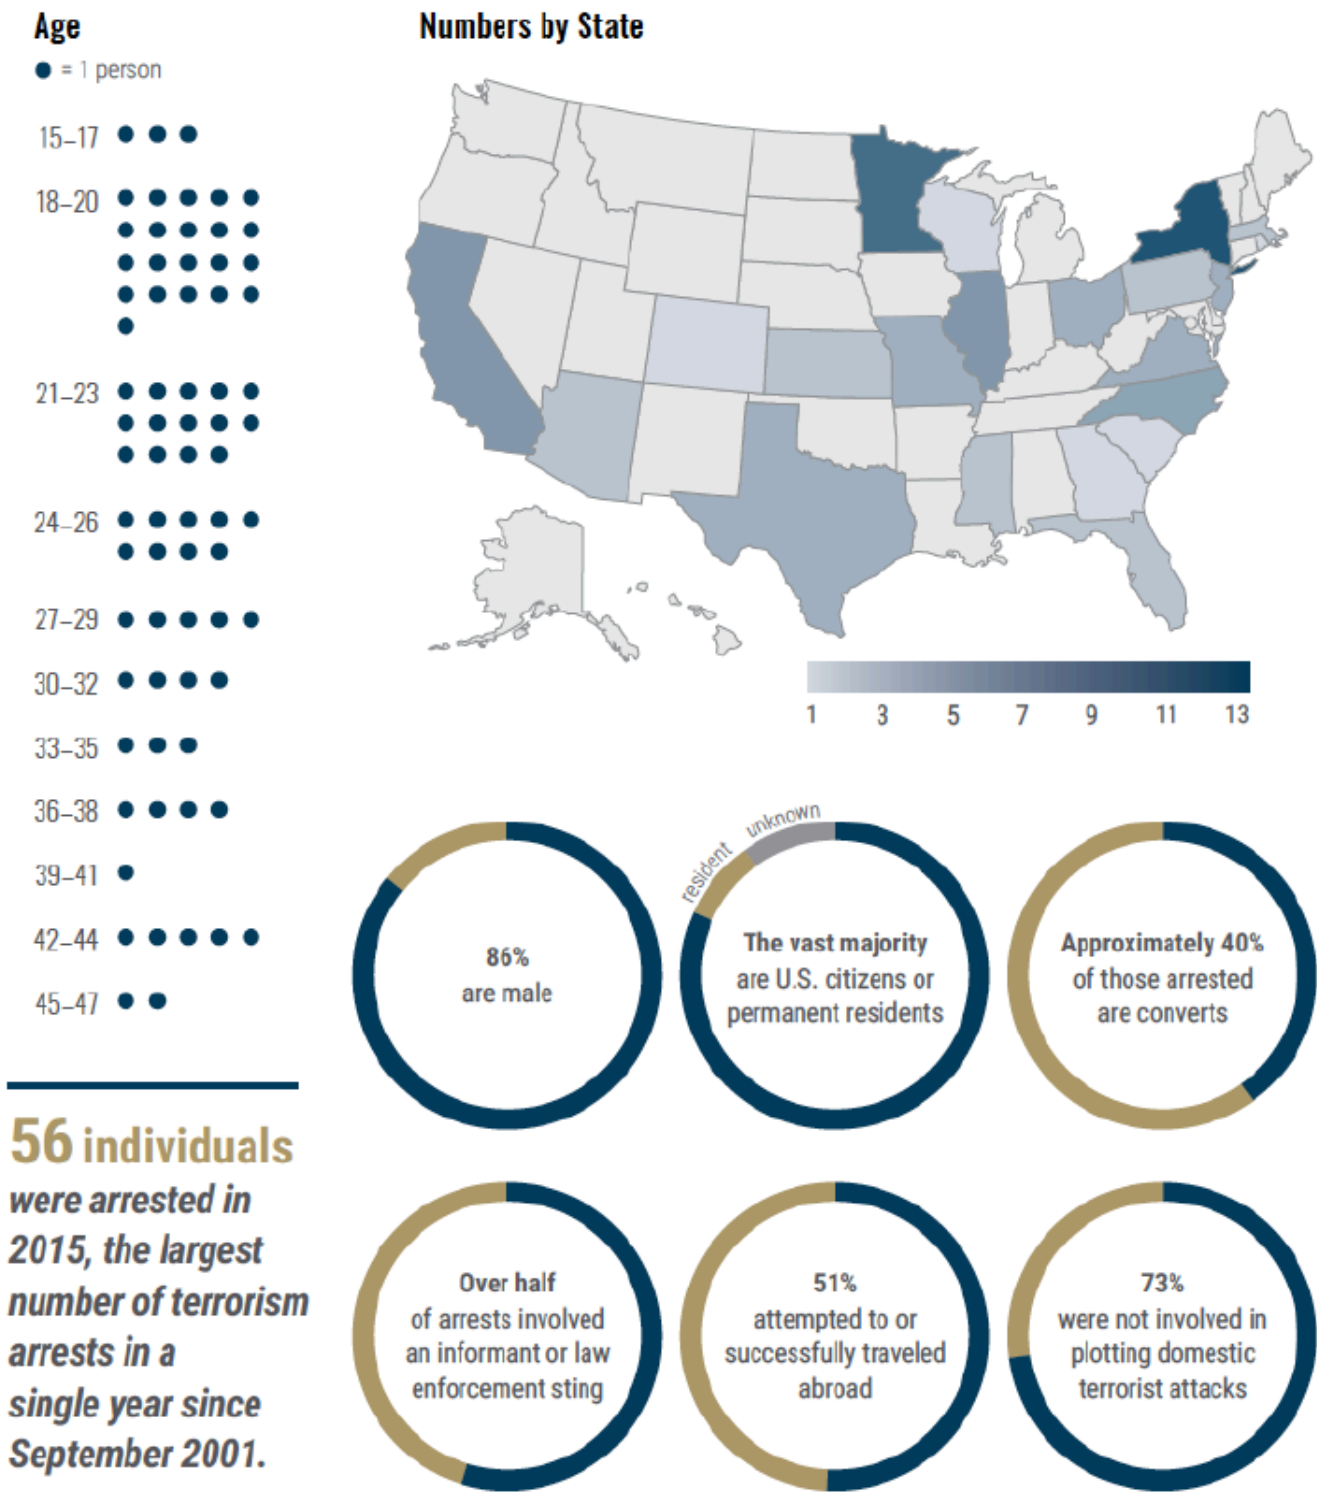 Age
= 1 person
15–17
18–20
21–23
24–26
27–29
30–32
33–35
36–38
39–41
42–44
45–47
56 individuals
were arrested in
2015, the largest
number of terrorism
arrests in a
single year since
September 2001.
Numbers by State
1 3 5 7 9 11 13
86%
are male
resident
unknown
The vast majority
are U.S. citizens or
permanent residents
Approximately 40%
of those arrested
are converts
Over half
of arrests involved
an informant or law
enforcement sting
51%
attempted to or
successfully traveled
abroad
73%
were not involved in
plotting domestic
terrorist attacks